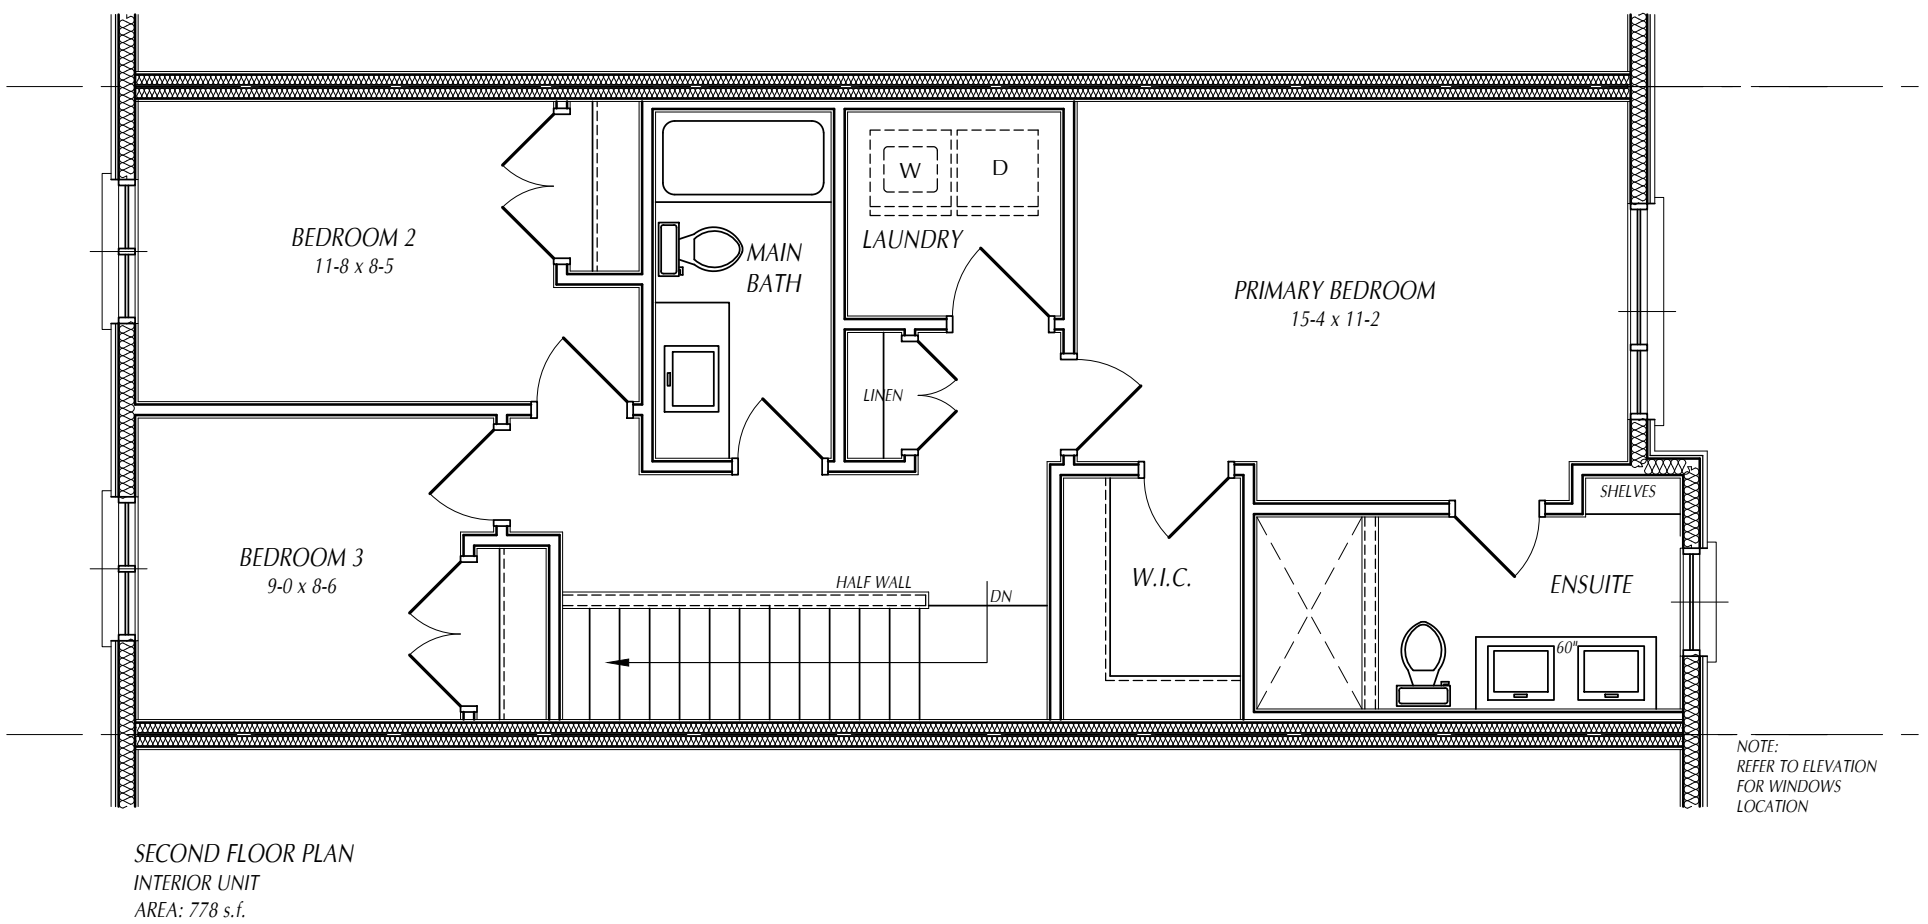 W
D
BEDROOM 2
11-8 x 8-5
MAIN
BATH
LAUNDRY
PRIMARY BEDROOM
15-4 x 11-2
LINEN
SHELVES
BEDROOM 3
9-0 x 8-6
HALF WALL
DN
W.I.C.
ENSUITE
60"
NOTE:
REFER TO ELEVATION
FOR WINDOWS
LOCATION
SECOND FLOOR PLAN
INTERIOR UNIT
AREA: 778 s.f.